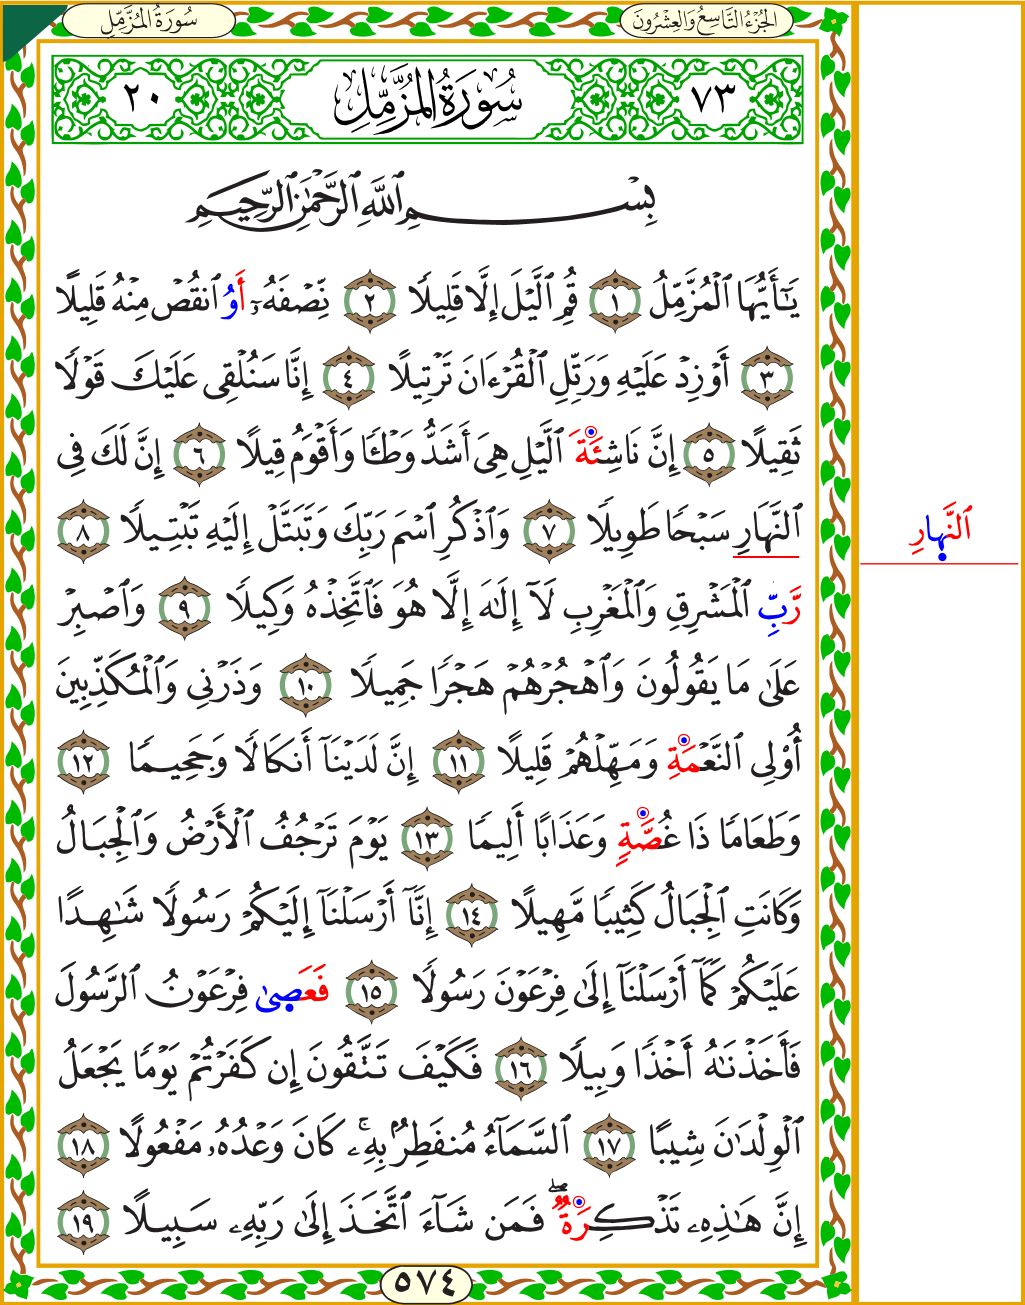 سُورَةُ المُزَّمِّل
الجُزْءُ التَّاسِعُ وَالعِشْرُونَ
٧٣ سُورَةُ المُزَّمِّلِ ٢٠
بِسْمِ ٱللَّهِ ٱلرَّحْمَٰنِ ٱلرَّحِيمِ
يَٰٓأَيُّهَا ٱلْمُزَّمِّلُ ١ قُمِ ٱلَّيْلَ إِلَّا قَلِيلًا ٢ نِّصْفَهُۥٓ أَوُ ٱنقُصْ مِنْهُ قَلِيلًا
٣ أَوْ زِدْ عَلَيْهِ وَرَتِّلِ ٱلْقُرْءَانَ تَرْتِيلًا ٤ إِنَّا سَنُلْقِى عَلَيْكَ قَوْلًا
ثَقِيلًا ٥ إِنَّ نَاشِئَةَ ٱلَّيْلِ هِىَ أَشَدُّ وَطْـًٔا وَأَقْوَمُ قِيلًا ٦ إِنَّ لَكَ فِى
ٱلنَّهَارِ سَبْحًا طَوِيلًا ٧ وَٱذْكُرِ ٱسْمَ رَبِّكَ وَتَبَتَّلْ إِلَيْهِ تَبْتِيلًا ٨
ٱلنَّهارِ
رَبِّ ٱلْمَشْرِقِ وَٱلْمَغْرِبِ لَآ إِلَٰهَ إِلَّا هُوَ فَٱتَّخِذْهُ وَكِيلًا ٩ وَٱصْبِرْ
عَلَىٰ مَا يَقُولُونَ وَٱهْجُرْهُمْ هَجْرًا جَمِيلًا ١٠ وَذَرْنِى وَٱلْمُكَذِّبِينَ
أُو۟لِى ٱلنَّعْمَةِ وَمَهِّلْهُمْ قَلِيلًا ١١ إِنَّ لَدَيْنَآ أَنكَالًا وَجَحِيمًا ١٢
وَطَعَامًا ذَا غُصَّةٍ وَعَذَابًا أَلِيمًا ١٣ يَوْمَ تَرْجُفُ ٱلْأَرْضُ وَٱلْجِبَالُ
وَكَانَتِ ٱلْجِبَالُ كَثِيبًا مَّهِيلًا ١٤ إِنَّآ أَرْسَلْنَآ إِلَيْكُمْ رَسُولًا شَٰهِدًا
عَلَيْكُمْ كَمَآ أَرْسَلْنَآ إِلَىٰ فِرْعَوْنَ رَسُولًا ١٥ فَعَصَىٰ فِرْعَوْنُ ٱلرَّسُولَ
فَأَخَذْنَٰهُ أَخْذًا وَبِيلًا ١٦ فَكَيْفَ تَتَّقُونَ إِن كَفَرْتُمْ يَوْمًا يَجْعَلُ
ٱلْوِلْدَٰنَ شِيبًا ١٧ ٱلسَّمَآءُ مُنفَطِرٌۢ بِهِۦۚ كَانَ وَعْدُهُۥ مَفْعُولًا ١٨
إِنَّ هَٰذِهِۦ تَذْكِرَةٌۖ فَمَن شَآءَ ٱتَّخَذَ إِلَىٰ رَبِّهِۦ سَبِيلًا ١٩
٥٧٤